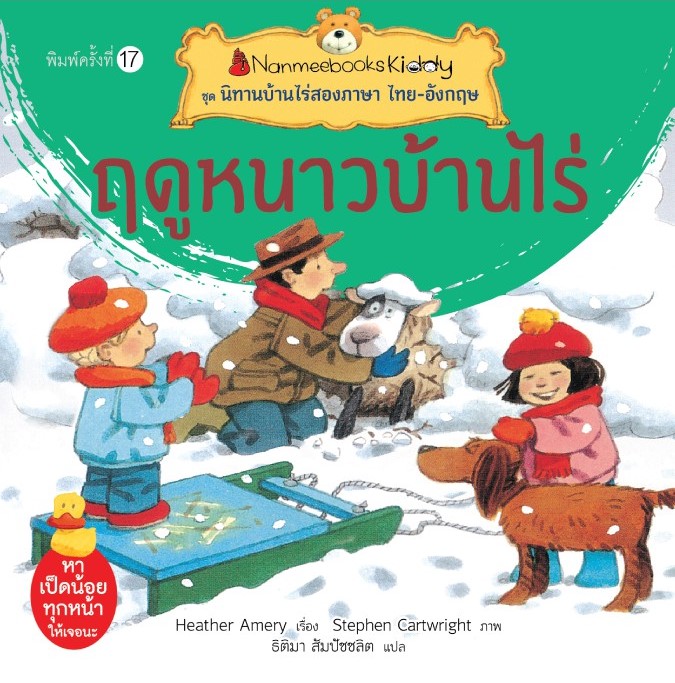 พิมพ์ครั้งที่ 17
Nanmeebooks Kiddy
ชุด นิทานบ้านไร่สองภาษา ไทย-อังกฤษ
ฤดูหนาวบ้านไร่
หา
เป็ดน้อย
ทุกหน้า
ให้เจอนะ
Heather Amery เรื่อง Stephen Cartwright ภาพ
ธิติมา สัมปัชชลิต แปล